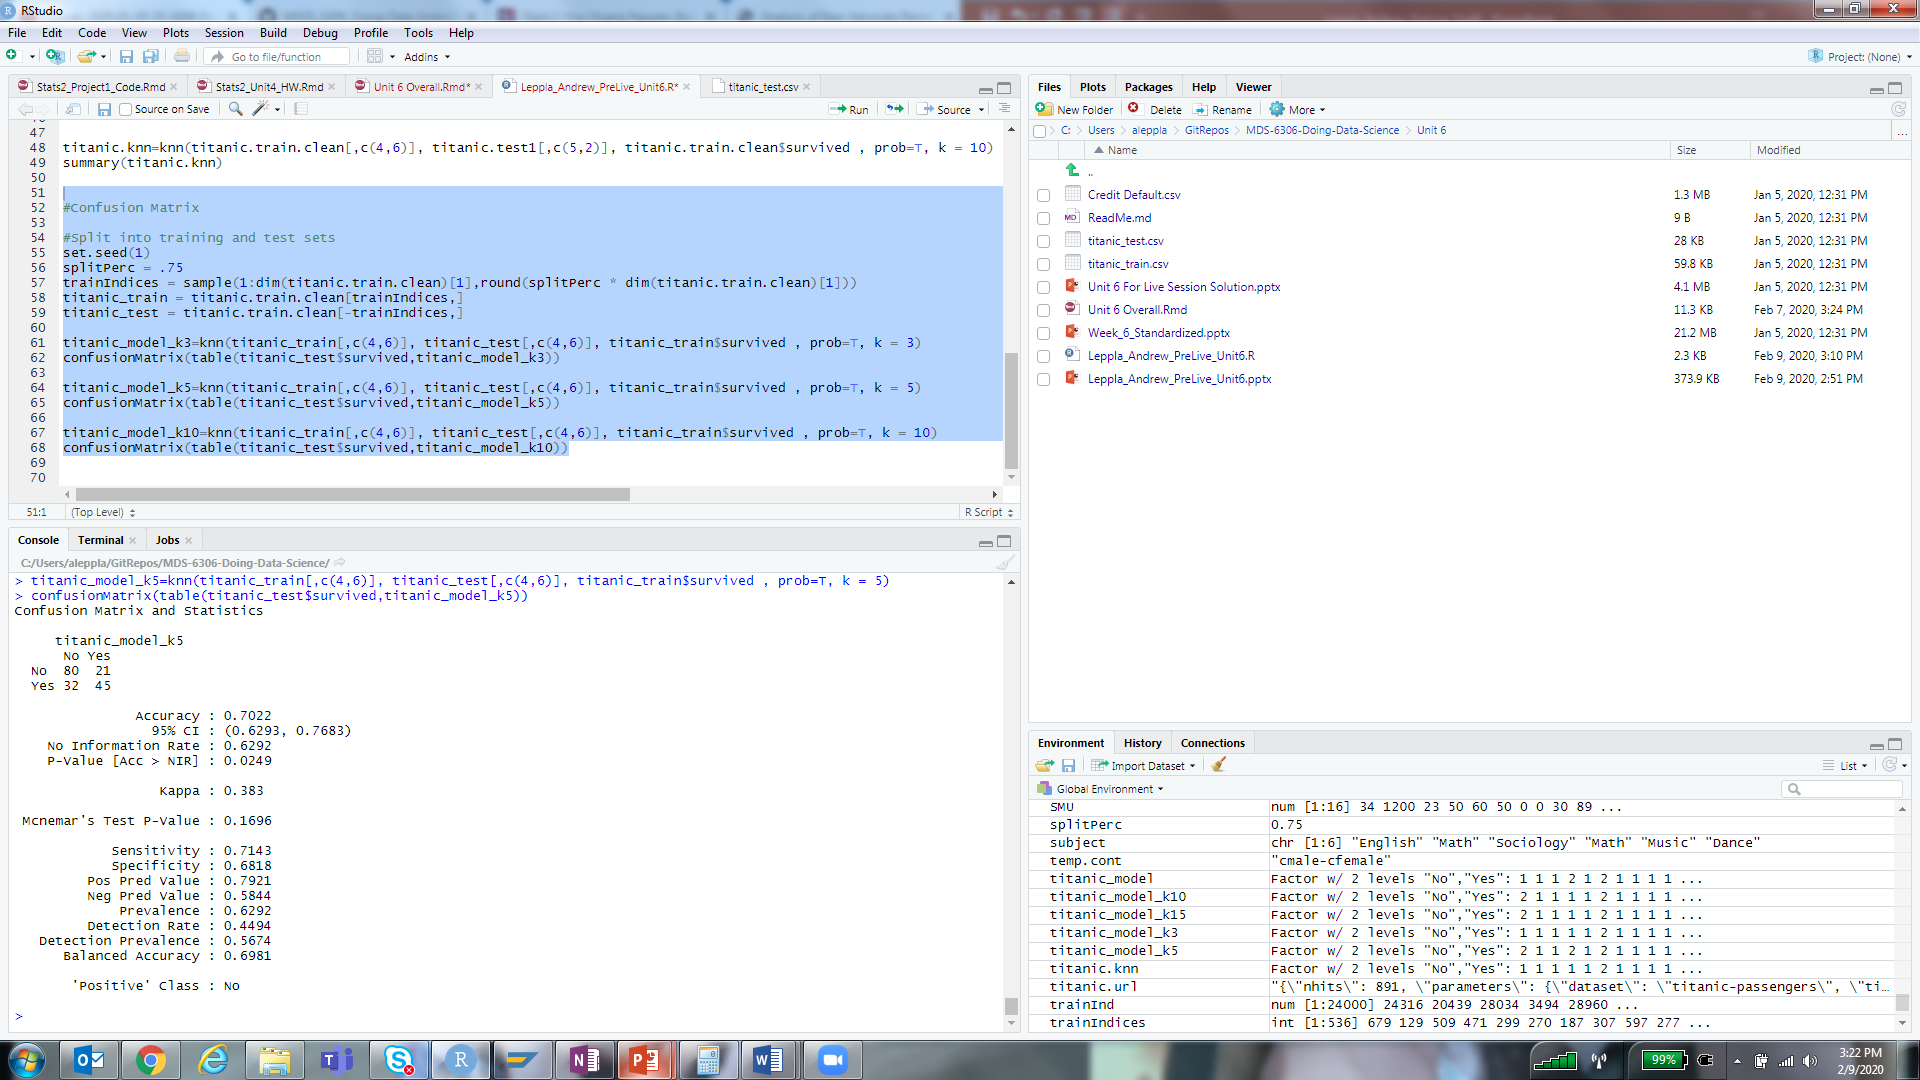 RStudio
File Edit Code View Plots Session Build Debug Profile Tools Help
Go to file/function Addins Project: (None)
Stats2_Project1_Code.Rmd Stats2_Unit4_HW.Rmd Unit 6 Overall.Rmd* Leppla_Andrew_PreLive_Unit6.R* titanic_test.csv
Source on Save Run Source
47
48 titanic.knn=knn(titanic.train.clean[,c(4,6)], titanic.test1[,c(5,2)], titanic.train.clean$survived , prob=T, k = 10)
49 summary(titanic.knn)
50
51
52 #Confusion Matrix
53
54 #Split into training and test sets
55 set.seed(1)
56 splitPerc = .75
57 trainIndices = sample(1:dim(titanic.train.clean)[1],round(splitPerc * dim(titanic.train.clean)[1]))
58 titanic_train = titanic.train.clean[trainIndices,]
59 titanic_test = titanic.train.clean[-trainIndices,]
60
61 titanic_model_k3=knn(titanic_train[,c(4,6)], titanic_test[,c(4,6)], titanic_train$survived , prob=T, k = 3)
62 confusionMatrix(table(titanic_test$survived,titanic_model_k3))
63
64 titanic_model_k5=knn(titanic_train[,c(4,6)], titanic_test[,c(4,6)], titanic_train$survived , prob=T, k = 5)
65 confusionMatrix(table(titanic_test$survived,titanic_model_k5))
66
67 titanic_model_k10=knn(titanic_train[,c(4,6)], titanic_test[,c(4,6)], titanic_train$survived , prob=T, k = 10)
68 confusionMatrix(table(titanic_test$survived,titanic_model_k10))
69
70
51:1 (Top Level) R Script
Console Terminal Jobs
C:/Users/aleppla/GitRepos/MDS-6306-Doing-Data-Science/
> titanic_model_k5=knn(titanic_train[,c(4,6)], titanic_test[,c(4,6)], titanic_train$survived , prob=T, k = 5)
> confusionMatrix(table(titanic_test$survived,titanic_model_k5))
Confusion Matrix and Statistics
titanic_model_k5
No Yes
No 80 21
Yes 32 45
Accuracy : 0.7022
95% CI : (0.6293, 0.7683)
No Information Rate : 0.6292
P-Value [Acc > NIR] : 0.0249
Kappa : 0.383
Mcnemar's Test P-Value : 0.1696
Sensitivity : 0.7143
Specificity : 0.6818
Pos Pred Value : 0.7921
Neg Pred Value : 0.5844
Prevalence : 0.6292
Detection Rate : 0.4494
Detection Prevalence : 0.5674
Balanced Accuracy : 0.6981
'Positive' Class : No
>
Files Plots Packages Help Viewer
New Folder Delete Rename More
C: Users aleppla GitRepos MDS-6306-Doing-Data-Science Unit 6 ...
Name Size Modified
..
Credit Default.csv 1.3 MB Jan 5, 2020, 12:31 PM
ReadMe.md 9 B Jan 5, 2020, 12:31 PM
titanic_test.csv 28 KB Jan 5, 2020, 12:31 PM
titanic_train.csv 59.8 KB Jan 5, 2020, 12:31 PM
Unit 6 For Live Session Solution.pptx 4.1 MB Jan 5, 2020, 12:31 PM
Unit 6 Overall.Rmd 11.3 KB Feb 7, 2020, 3:24 PM
Week_6_Standardized.pptx 21.2 MB Jan 5, 2020, 12:31 PM
Leppla_Andrew_PreLive_Unit6.R 2.3 KB Feb 9, 2020, 3:10 PM
Leppla_Andrew_PreLive_Unit6.pptx 373.9 KB Feb 9, 2020, 2:51 PM
Environment History Connections
Import Dataset List
Global Environment
SMU num [1:16] 34 1200 23 50 60 50 0 0 30 89 ...
splitPerc 0.75
subject chr [1:6] "English" "Math" "Sociology" "Math" "Music" "Dance"
temp.cont "cmale-cfemale"
titanic_model Factor w/ 2 levels "No","Yes": 1 1 1 2 1 2 1 1 1 1 ...
titanic_model_k10 Factor w/ 2 levels "No","Yes": 2 1 1 1 1 1 1 1 1 1 ...
titanic_model_k15 Factor w/ 2 levels "No","Yes": 2 1 1 1 1 1 1 1 1 1 ...
titanic_model_k3 Factor w/ 2 levels "No","Yes": 1 1 1 1 1 2 1 1 1 1 ...
titanic_model_k5 Factor w/ 2 levels "No","Yes": 2 1 1 2 1 2 1 1 1 1 ...
titanic.knn Factor w/ 2 levels "No","Yes": 1 1 1 1 1 2 1 1 1 1 ...
titanic.url "{\"nhits\": 891, \"parameters\": {\"dataset\": \"titanic-passengers\", \"ti...
trainInd num [1:24000] 24316 20439 28034 3494 28960 ...
trainIndices int [1:536] 679 129 509 471 299 270 187 307 597 277 ...
99%
3:22 PM
2/9/2020